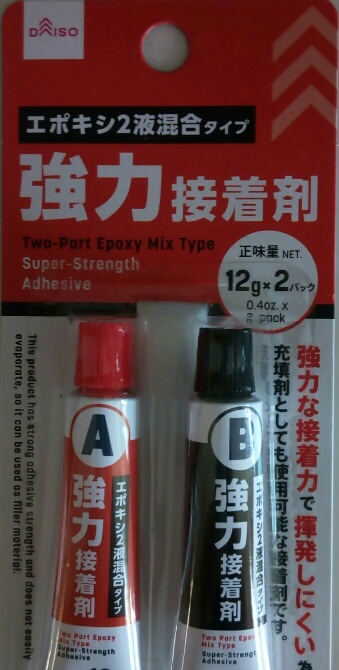 DAISO
エポキシ2液混合タイプ
強力接着剤
Two-Part Epoxy Mix Type
Super-Strength
Adhesive
正味量 NET.
12g×2パック
0.4oz. x
2 pack
This product has strong adhesive strength and does not easily
evaporate, so it can be used as filler material.
A
エポキシ2液混合タイプ
強力接着剤
Two Part Epoxy
Mix Type
Super-Strength
Adhesive
B
エポキシ2液混合タイプ
強力接着剤
Two Part Epoxy
Mix Type
Super-Strength
Adhesive
強力な接着力で揮発しにくい為
充填剤としても使用可能な接着剤です。